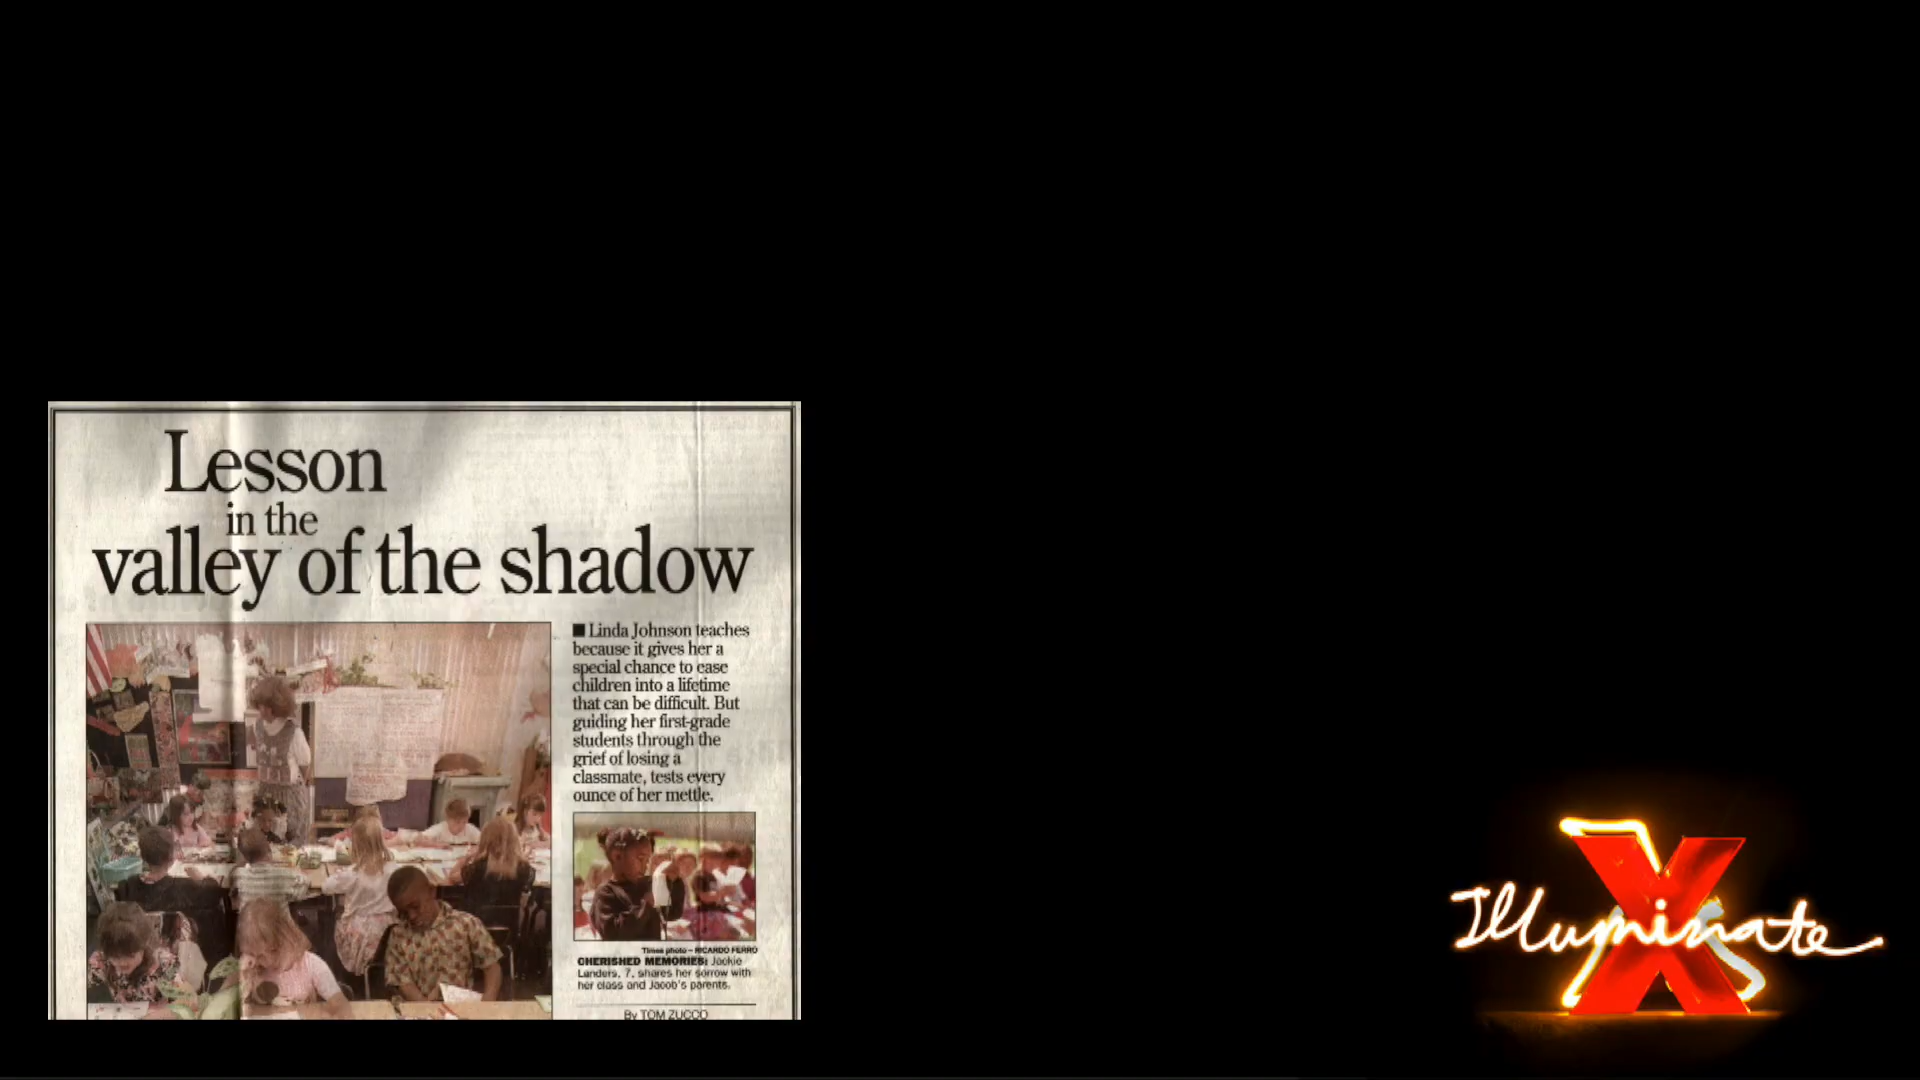 Lesson
in the
valley of the shadow
■ Linda Johnson teaches
because it gives her a
special chance to ease
children into a lifetime
that can be difficult. But
guiding her first-grade
students through the
grief of losing a
classmate, tests every
ounce of her mettle.
Times photo – RICARDO FERRO
CHERISHED MEMORIES: Jackie
Landers, 7, shares her sorrow with
her class and Jacob's parents.
By TOM ZUCCO
Illuminate
X